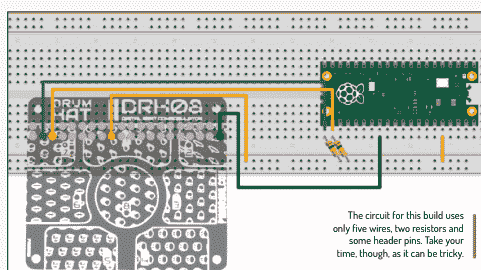 DRUM
HAT
DRH08
The circuit for this build uses
only five wires, two resistors and
some header pins. Take your
time, though, as it can be tricky.